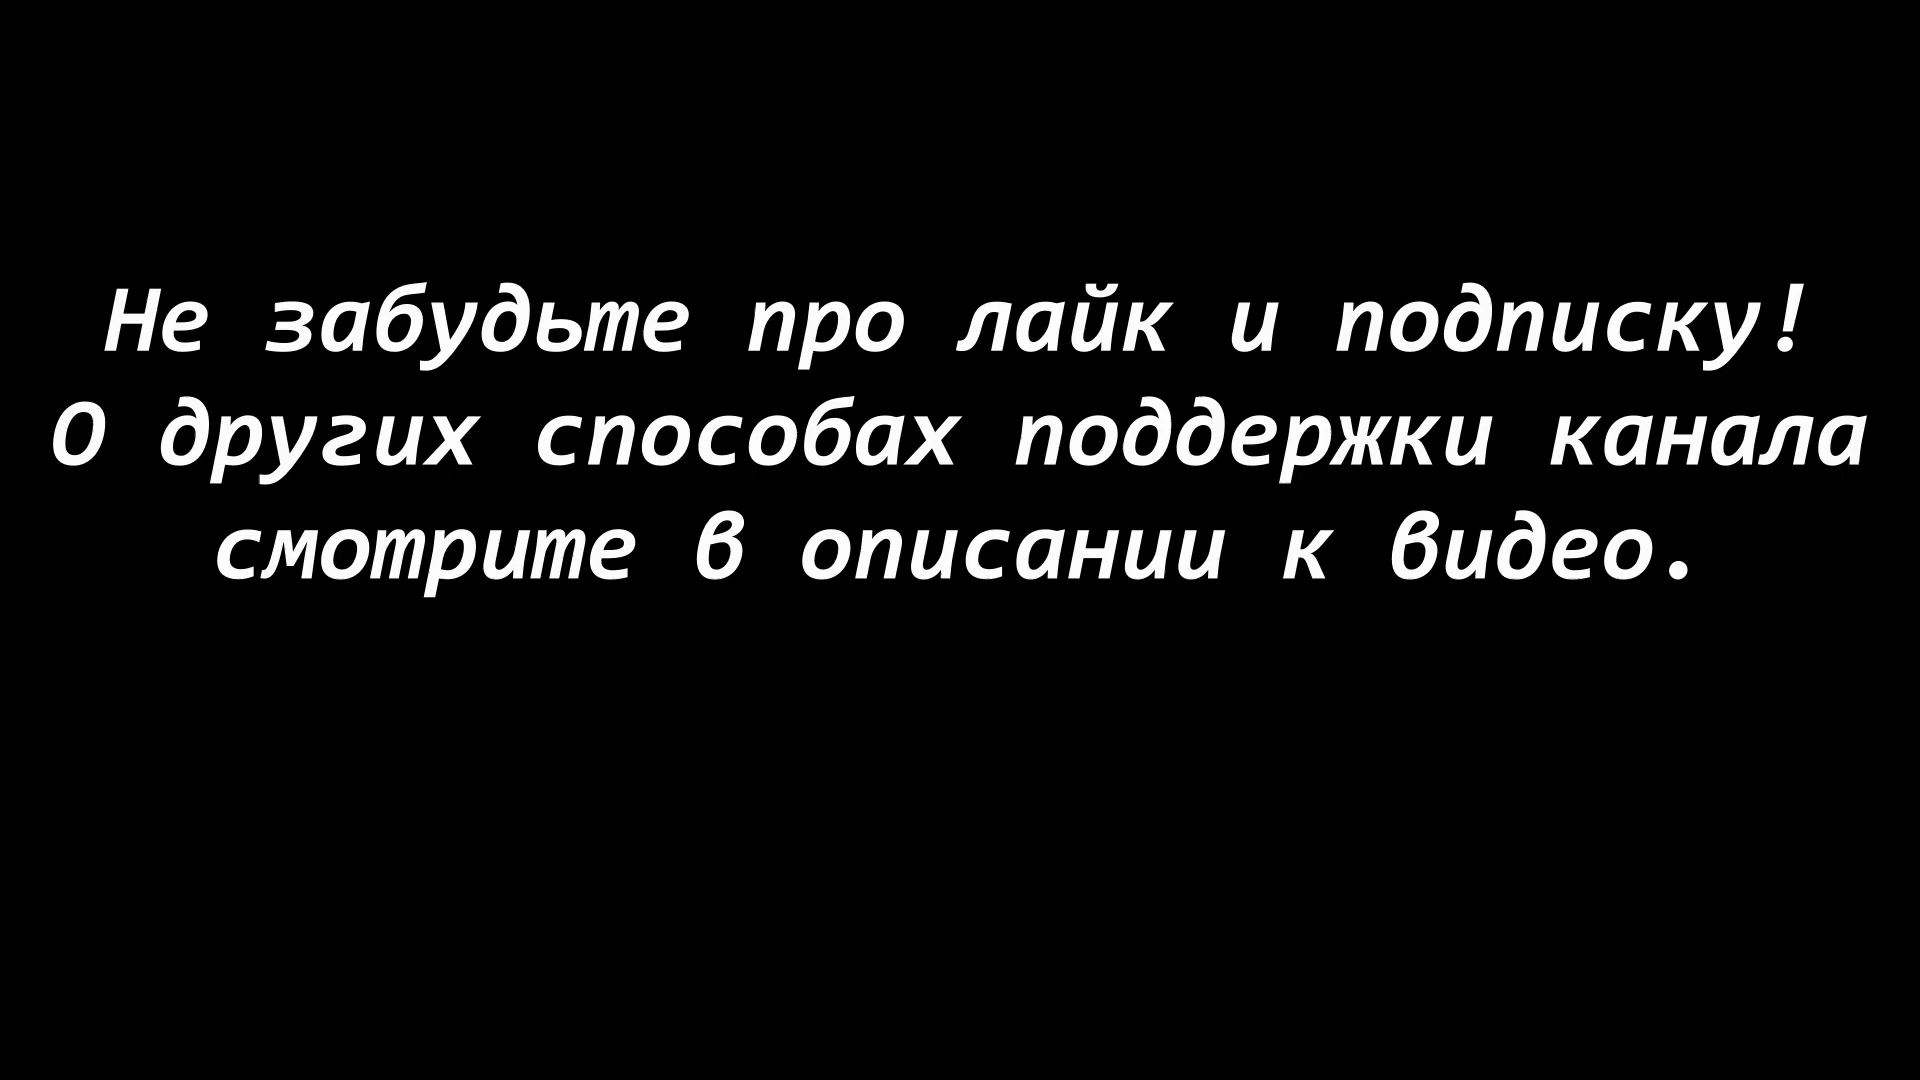 Не забудьте про лайк и подписку!
О других способах поддержки канала
смотрите в описании к видео.